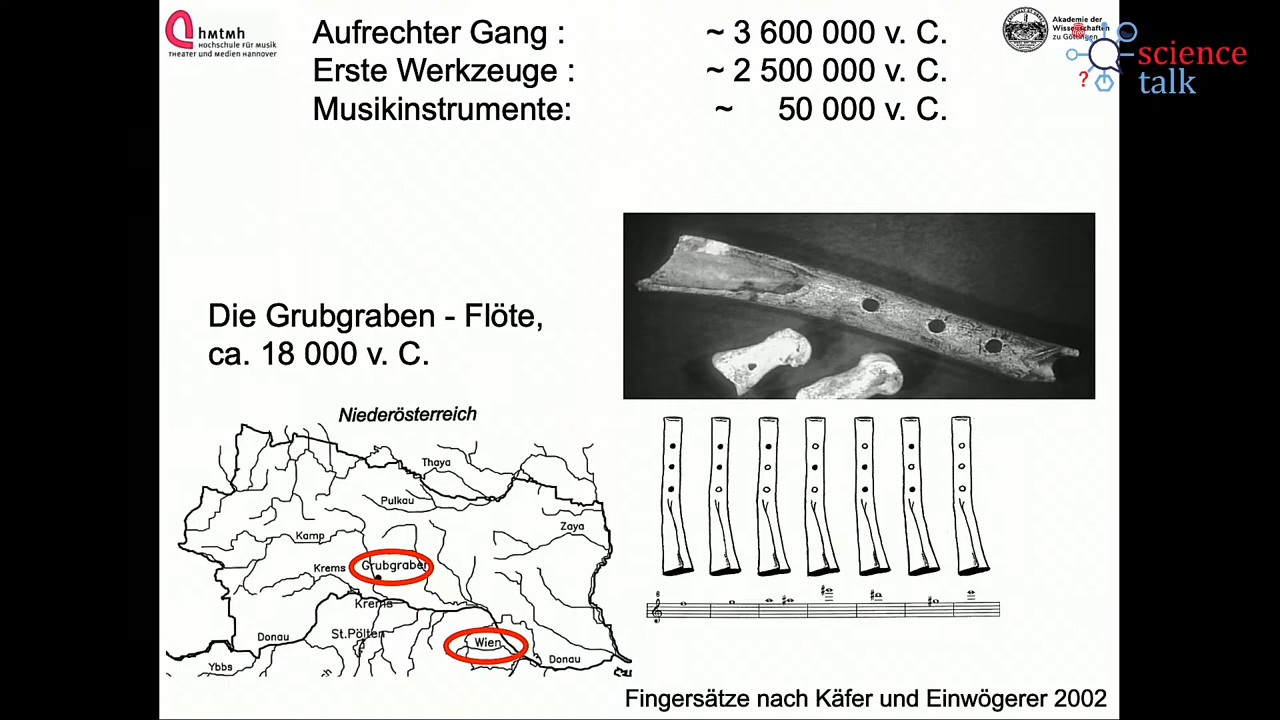 hmtmh
Hochschule für Musik
Theater und Medien Hannover
Aufrechter Gang : ~ 3 600 000 v. C.
Erste Werkzeuge : ~ 2 500 000 v. C.
Musikinstrumente: ~ 50 000 v. C.
Akademie der
Wissenschaften
zu Göttingen
science
talk
?
Die Grubgraben - Flöte,
ca. 18 000 v. C.
Niederösterreich
Thaya
Pulkau
Zaya
Kamp
Grubgraben
Krems
Krems
Donau
St.Pölten
Wien
Donau
Ybbs
8
Fingersätze nach Käfer und Einwögerer 2002